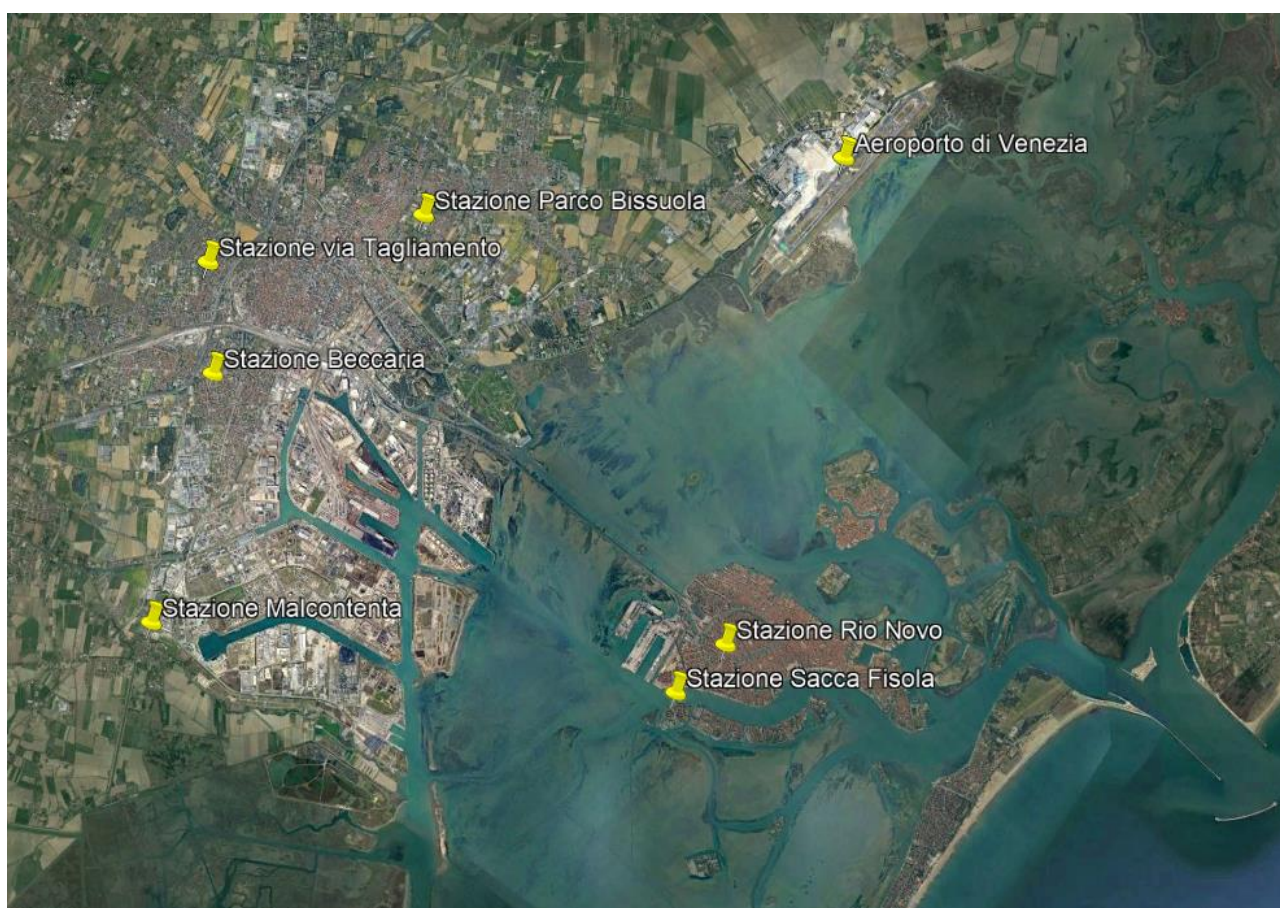 Aeroporto di Venezia
Stazione Parco Bissuola
Stazione via Tagliamento
Stazione Beccaria
Stazione Malcontenta
Stazione Rio Novo
Stazione Sacca Fisola